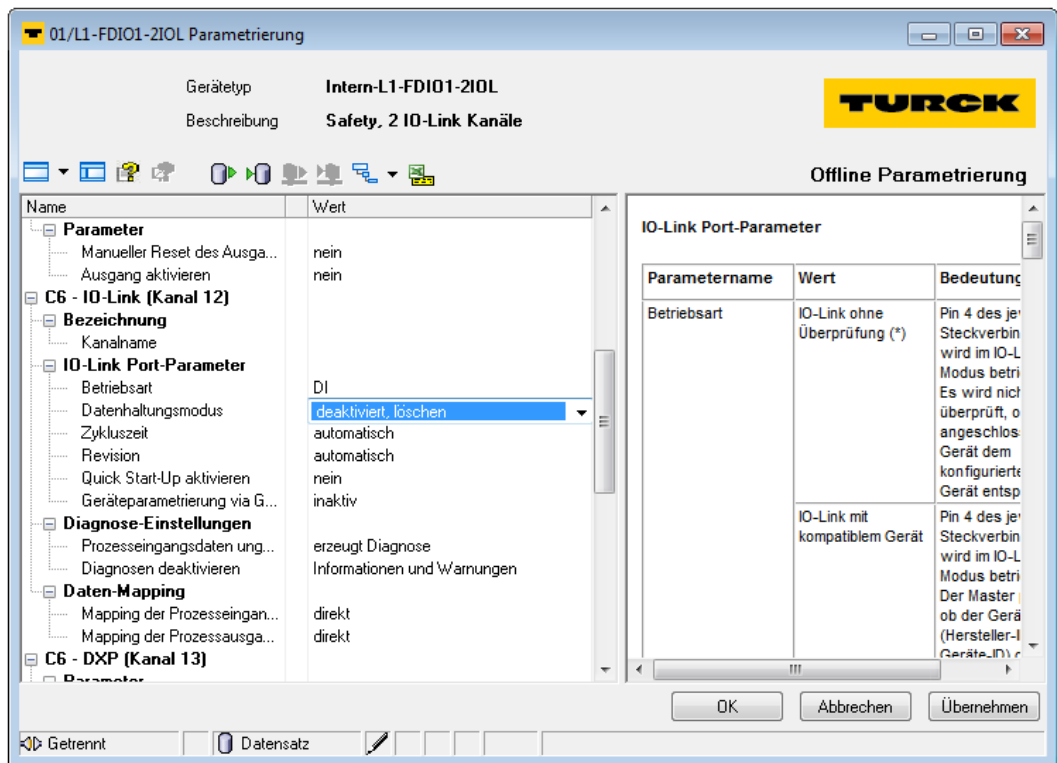 01/L1-FDIO1-2IOL Parametrierung
Gerätetyp Intern-L1-FDIO1-2IOL
Beschreibung Safety, 2 IO-Link Kanäle
TURCK
Offline Parametrierung
Name Wert
Parameter
Manueller Reset des Ausga... nein
Ausgang aktivieren nein
C6 - IO-Link (Kanal 12)
Bezeichnung
Kanalname
IO-Link Port-Parameter
Betriebsart DI
Datenhaltungsmodus deaktiviert, löschen
Zykluszeit automatisch
Revision automatisch
Quick Start-Up aktivieren nein
Geräteparametrierung via G... inaktiv
Diagnose-Einstellungen
Prozesseingangsdaten ung... erzeugt Diagnose
Diagnosen deaktivieren Informationen und Warnungen
Daten-Mapping
Mapping der Prozesseingan... direkt
Mapping der Prozessausga... direkt
C6 - DXP (Kanal 13)
Parameter
IO-Link Port-Parameter
Parametername Wert Bedeutung
Betriebsart IO-Link ohne Pin 4 des je
Überprüfung (*) Steckverbin
wird im IO-L
Modus betri
Es wird nich
überprüft, o
angeschlos
Gerät dem
konfigurierte
Gerät entsp
IO-Link mit Pin 4 des je
kompatiblem Gerät Steckverbin
wird im IO-L
Modus betri
Der Master
ob der Gerä
(Hersteller-I
Geräte-ID)
OK Abbrechen Übernehmen
Getrennt Datensatz